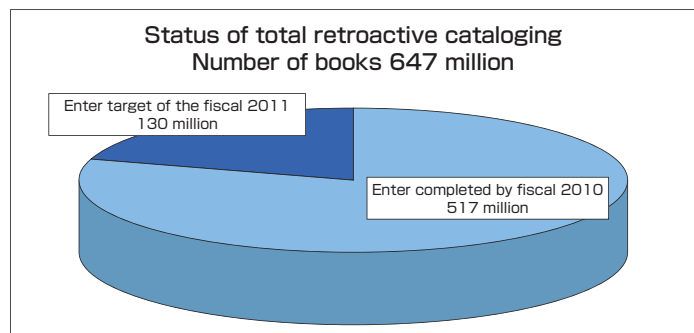 Status of total retroactive cataloging
Number of books 647 million
Enter target of the fiscal 2011
130 million
Enter completed by fiscal 2010
517 million